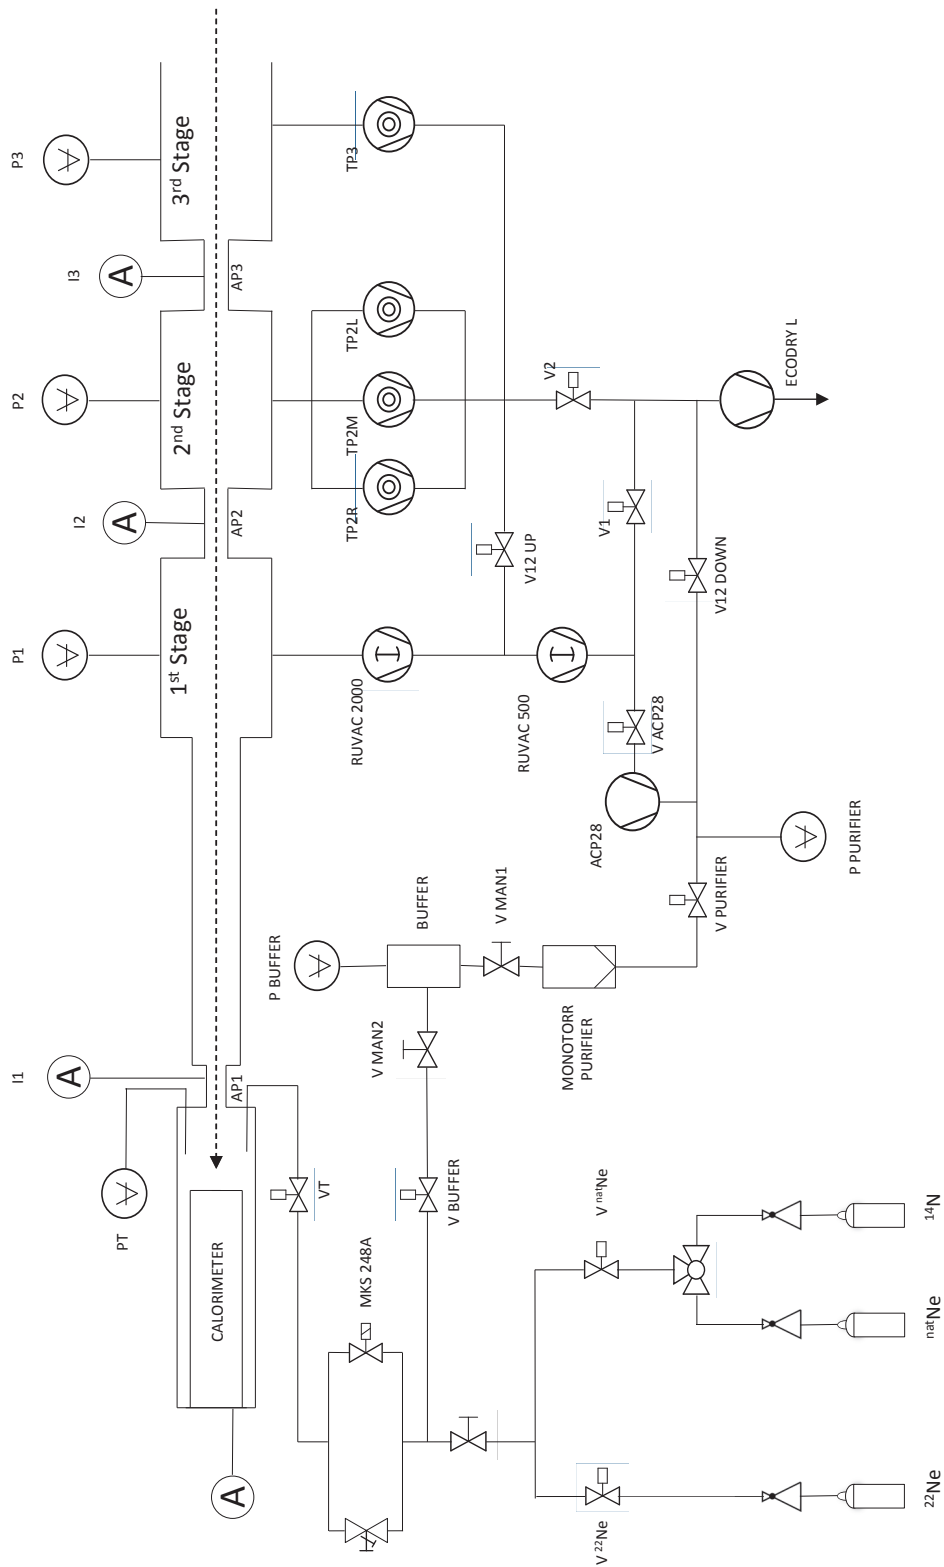 P3
3rd Stage
TP3
I3
A
AP3
P2
2nd Stage
TP2L
TP2M
TP2R
V2
ECODRY L
I2
A
AP2
V12 UP
V1
V12 DOWN
P1
1st Stage
RUVAC 2000
RUVAC 500
V ACP28
ACP28
P PURIFIER
V PURIFIER
BUFFER
V MAN1
P BUFFER
MONOTORR
PURIFIER
V MAN2
I1
A
AP1
PT
VT
V BUFFER
CALORIMETER
MKS 248A
A
V natNe
14N
natNe
V 22Ne
22Ne